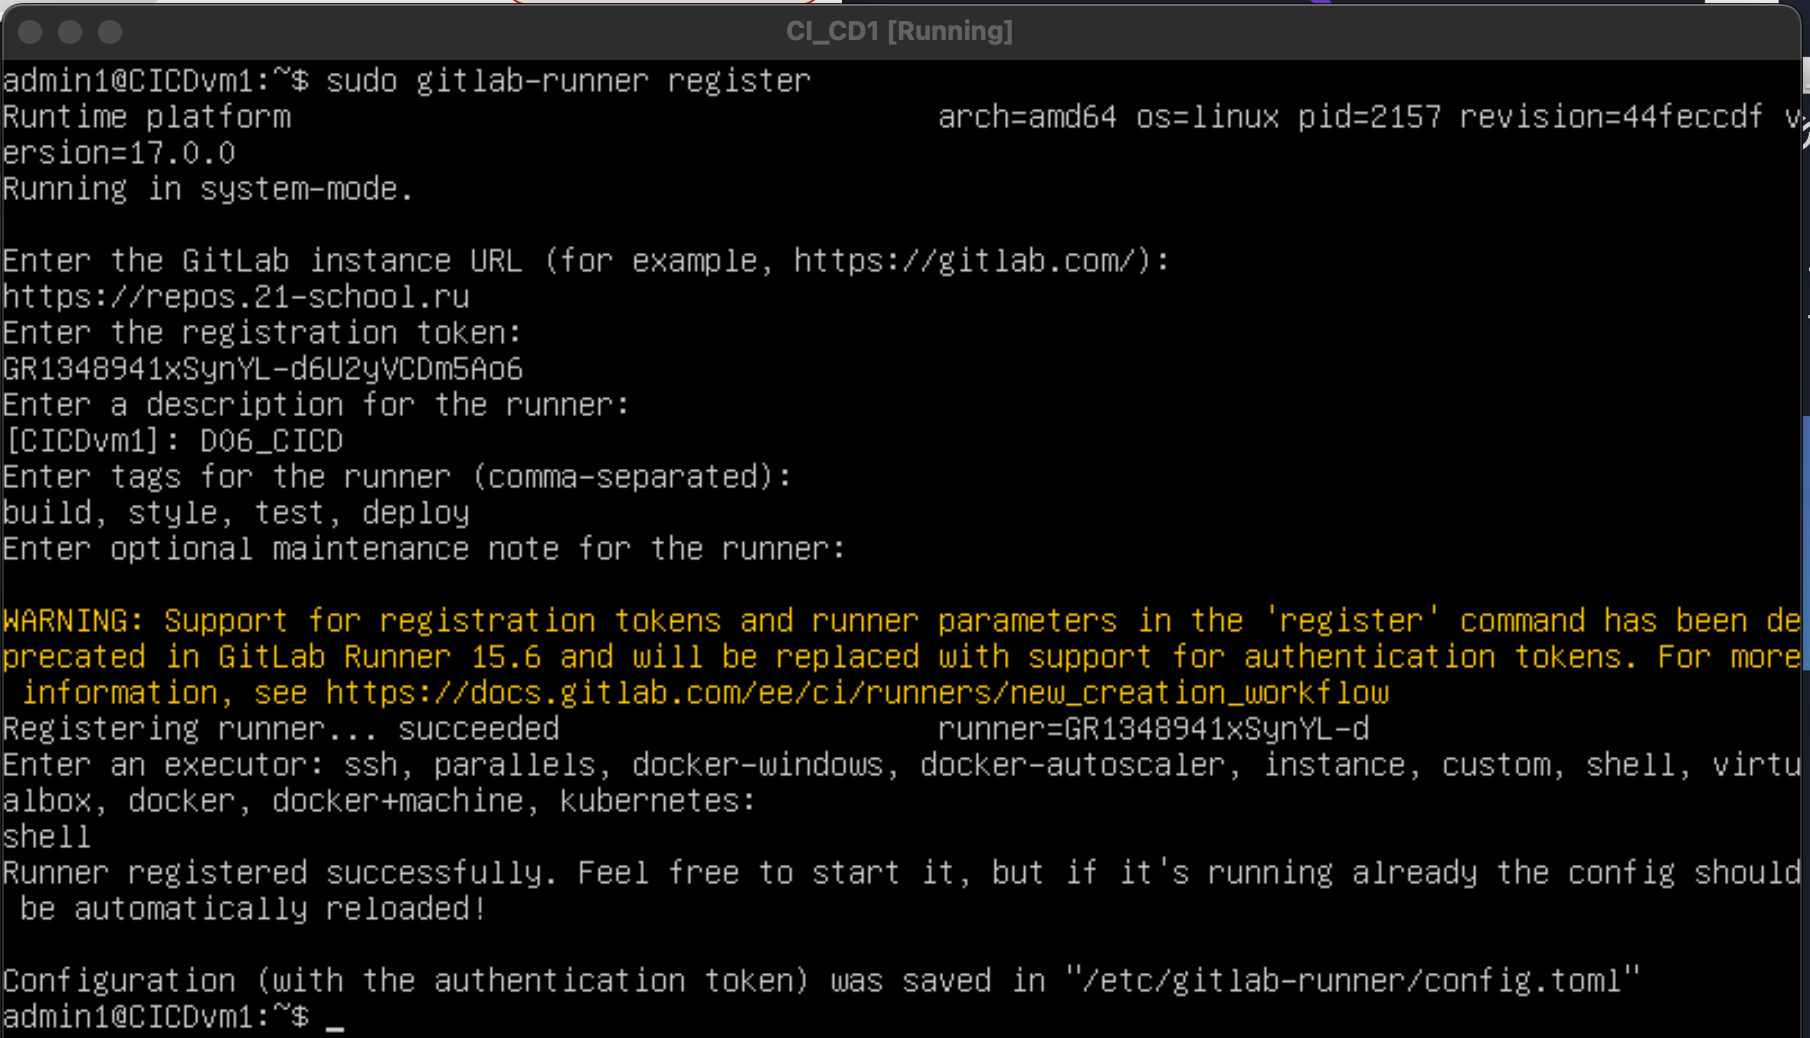 CI_CD1 [Running]
admin1@CICDvm1:~$ sudo gitlab-runner register
Runtime platform                                    arch=amd64 os=linux pid=2157 revision=44feccdf v
ersion=17.0.0
Running in system-mode.
Enter the GitLab instance URL (for example, https://gitlab.com/):
https://repos.21-school.ru
Enter the registration token:
GR1348941xSynYL-d6U2yVCDm5Ao6
Enter a description for the runner:
[CICDvm1]: DO6_CICD
Enter tags for the runner (comma-separated):
build, style, test, deploy
Enter optional maintenance note for the runner:
WARNING: Support for registration tokens and runner parameters in the 'register' command has been de
precated in GitLab Runner 15.6 and will be replaced with support for authentication tokens. For more
 information, see https://docs.gitlab.com/ee/ci/runners/new_creation_workflow
Registering runner... succeeded                     runner=GR1348941xSynYL-d
Enter an executor: ssh, parallels, docker-windows, docker-autoscaler, instance, custom, shell, virtu
albox, docker, docker+machine, kubernetes:
shell
Runner registered successfully. Feel free to start it, but if it's running already the config should
 be automatically reloaded!
Configuration (with the authentication token) was saved in "/etc/gitlab-runner/config.toml"
admin1@CICDvm1:~$ _